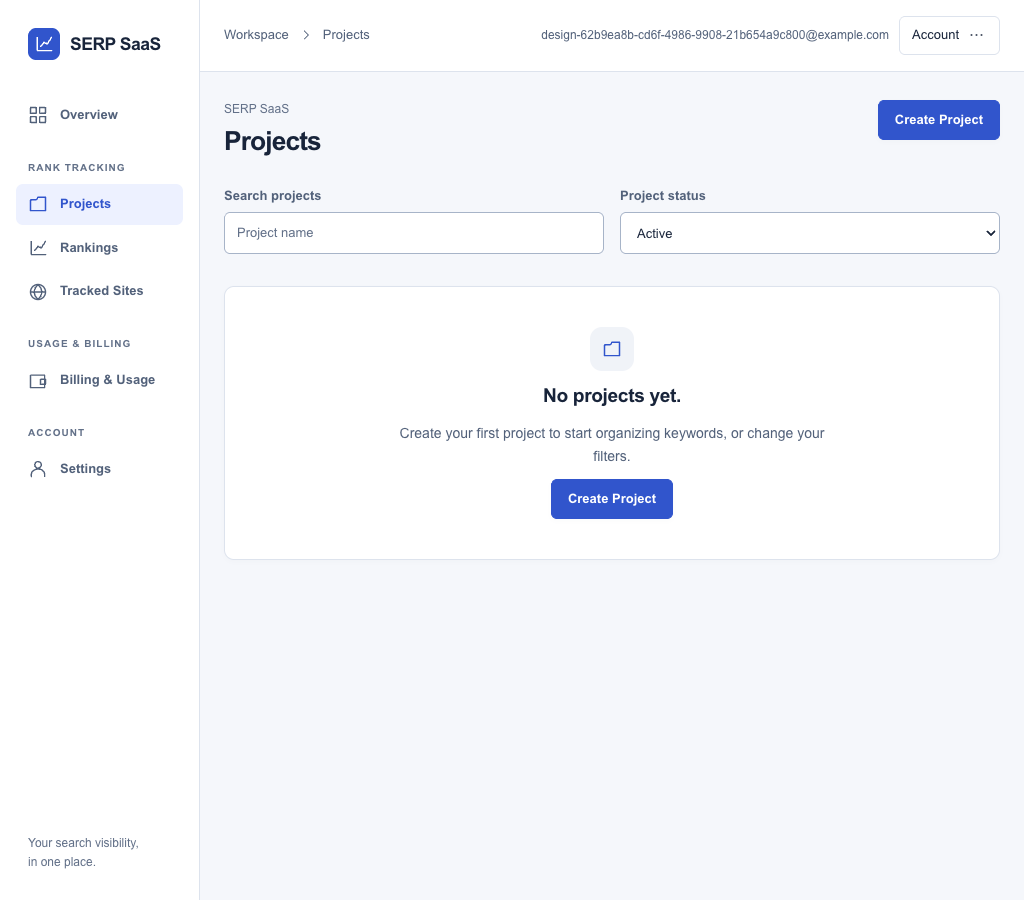 SERP SaaS
Overview
RANK TRACKING
Projects
Rankings
Tracked Sites
USAGE & BILLING
Billing & Usage
ACCOUNT
Settings
Your search visibility,
in one place.
Workspace > Projects
design-62b9ea8b-cd6f-4986-9908-21b654a9c800@example.com
Account ···
SERP SaaS
Projects
Create Project
Search projects
Project name
Project status
Active
No projects yet.
Create your first project to start organizing keywords, or change your
filters.
Create Project